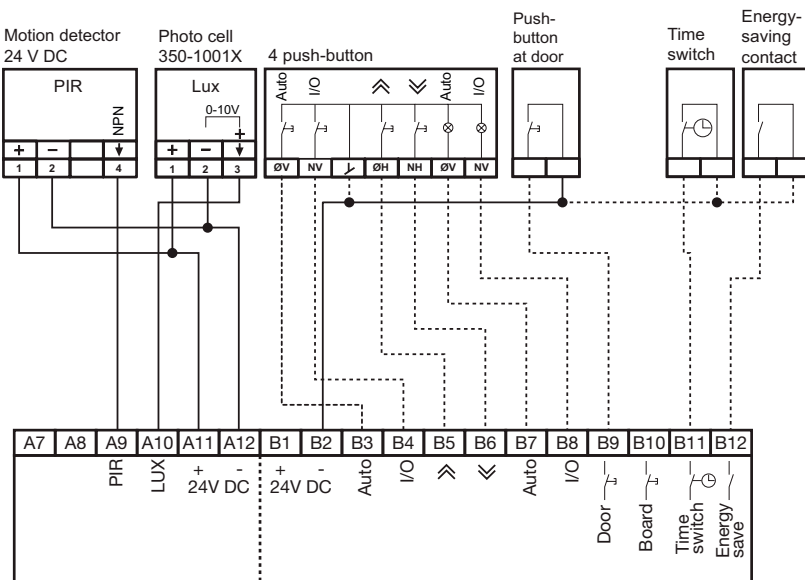 Motion detector
24 V DC
Photo cell
350-1001X
4 push-button
Push-
button
at door
Time
switch
Energy-
saving
contact
PIR
NPN
+ −
1 2 4
Lux
0-10V
+
+ −
1 2 3
Auto I/O Auto I/O
ØV NV ØH NH ØV NV
A7 A8 A9 A10 A11 A12 B1 B2 B3 B4 B5 B6 B7 B8 B9 B10 B11 B12
PIR
LUX
+ -
24V DC
+ -
24V DC
Auto
I/O
Auto
I/O
Door
Board
Time
switch
Energy
save